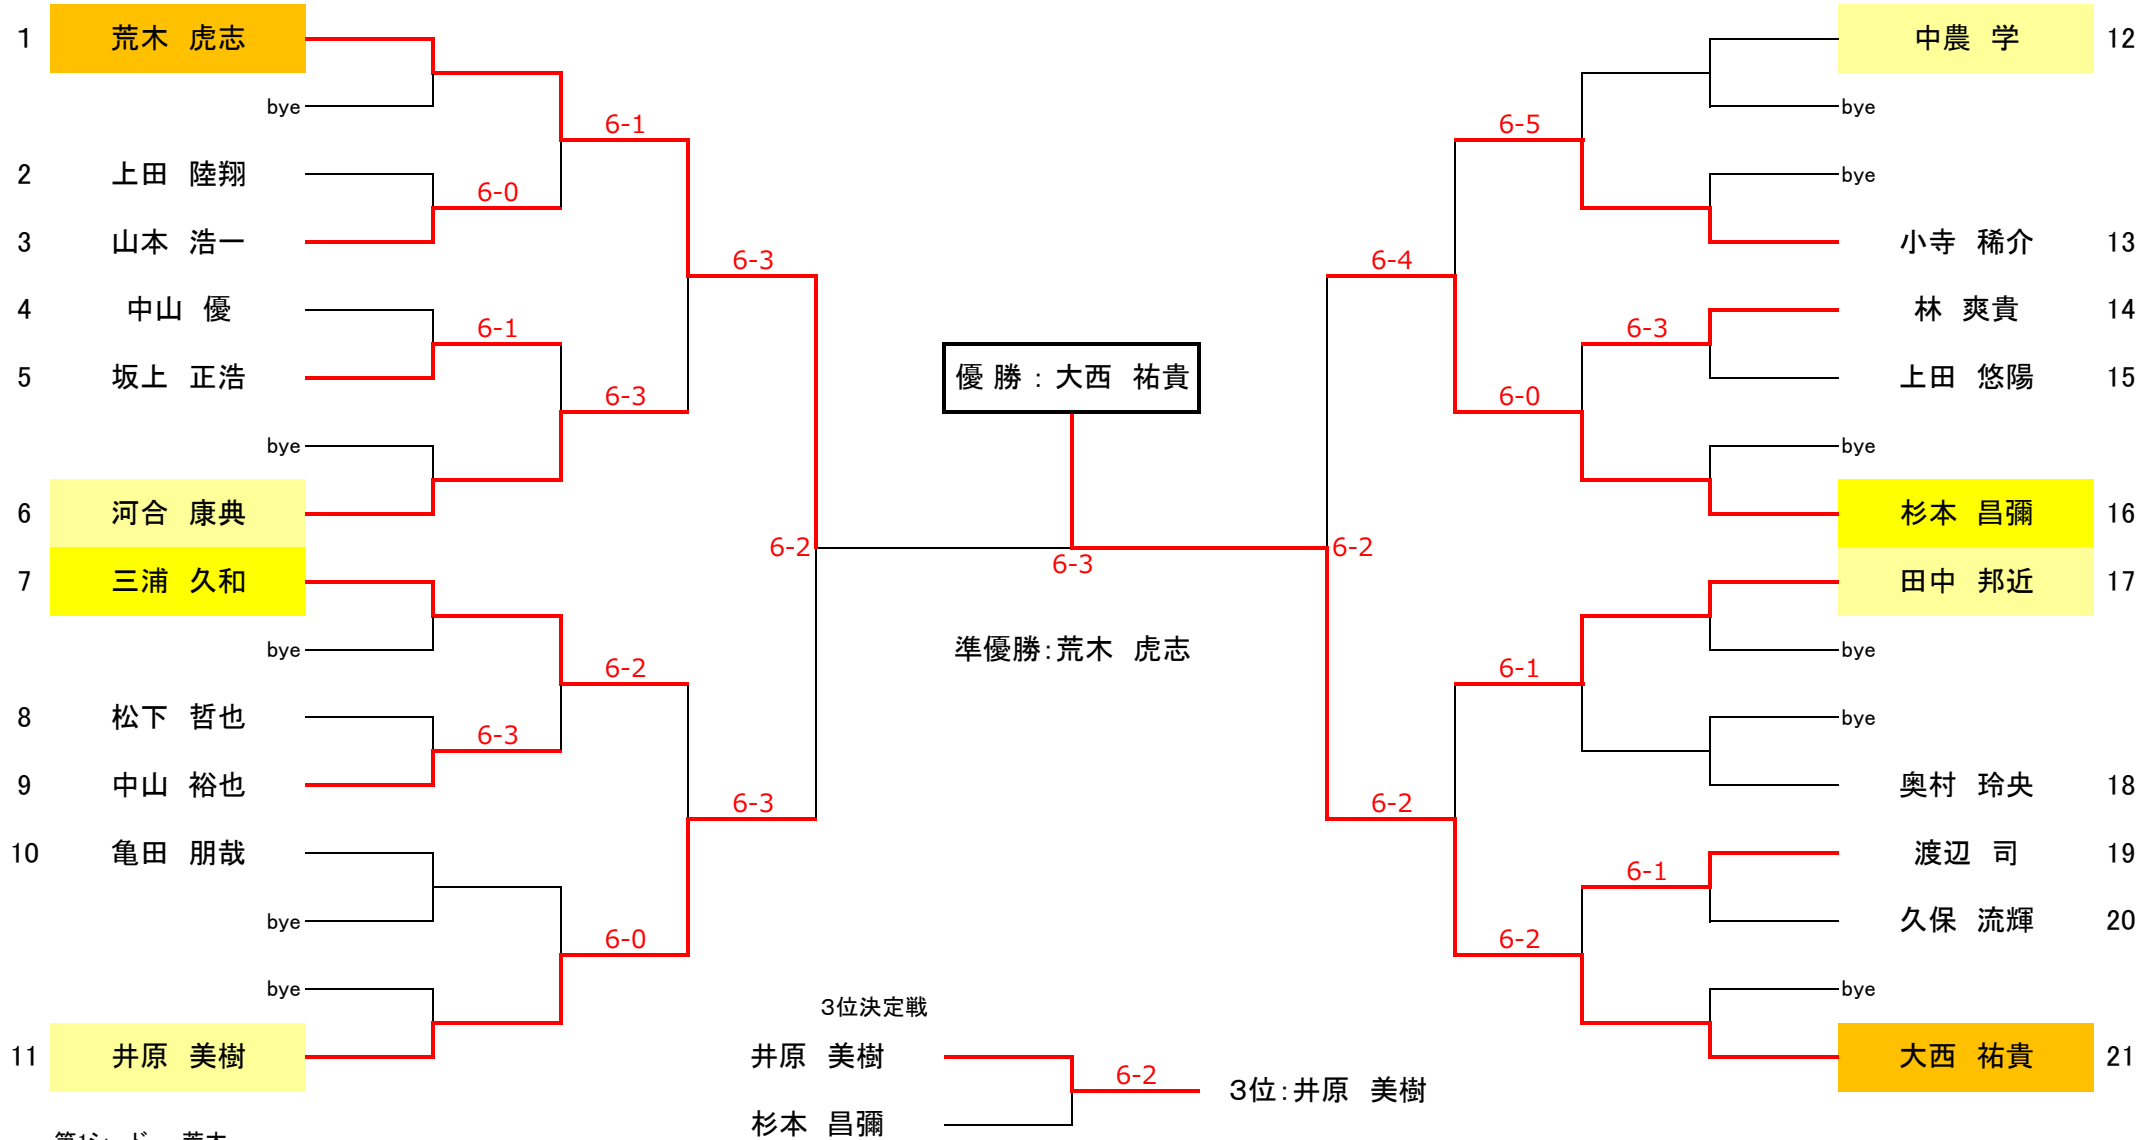 1 荒木 虎志
bye
6-1
2 上田 陸翔
6-0
3 山本 浩一
6-3
4 中山 優
6-1
5 坂上 正浩
6-3
bye
6 河合 康典
6-2
7 三浦 久和
bye
6-2
8 松下 哲也
6-3
9 中山 裕也
6-3
10 亀田 朋哉
bye
6-0
bye
11 井原 美樹
優 勝 : 大西 祐貴
6-3
準優勝:荒木 虎志
中農 学 12
bye
6-5
bye
小寺 稀介 13
6-4
林 爽貴 14
6-3
上田 悠陽 15
6-0
bye
杉本 昌彌 16
6-2
田中 邦近 17
bye
6-1
bye
奥村 玲央 18
6-2
渡辺 司 19
6-1
久保 流輝 20
6-2
bye
大西 祐貴 21
3位決定戦
井原 美樹
6-2
3位:井原 美樹
杉本 昌彌